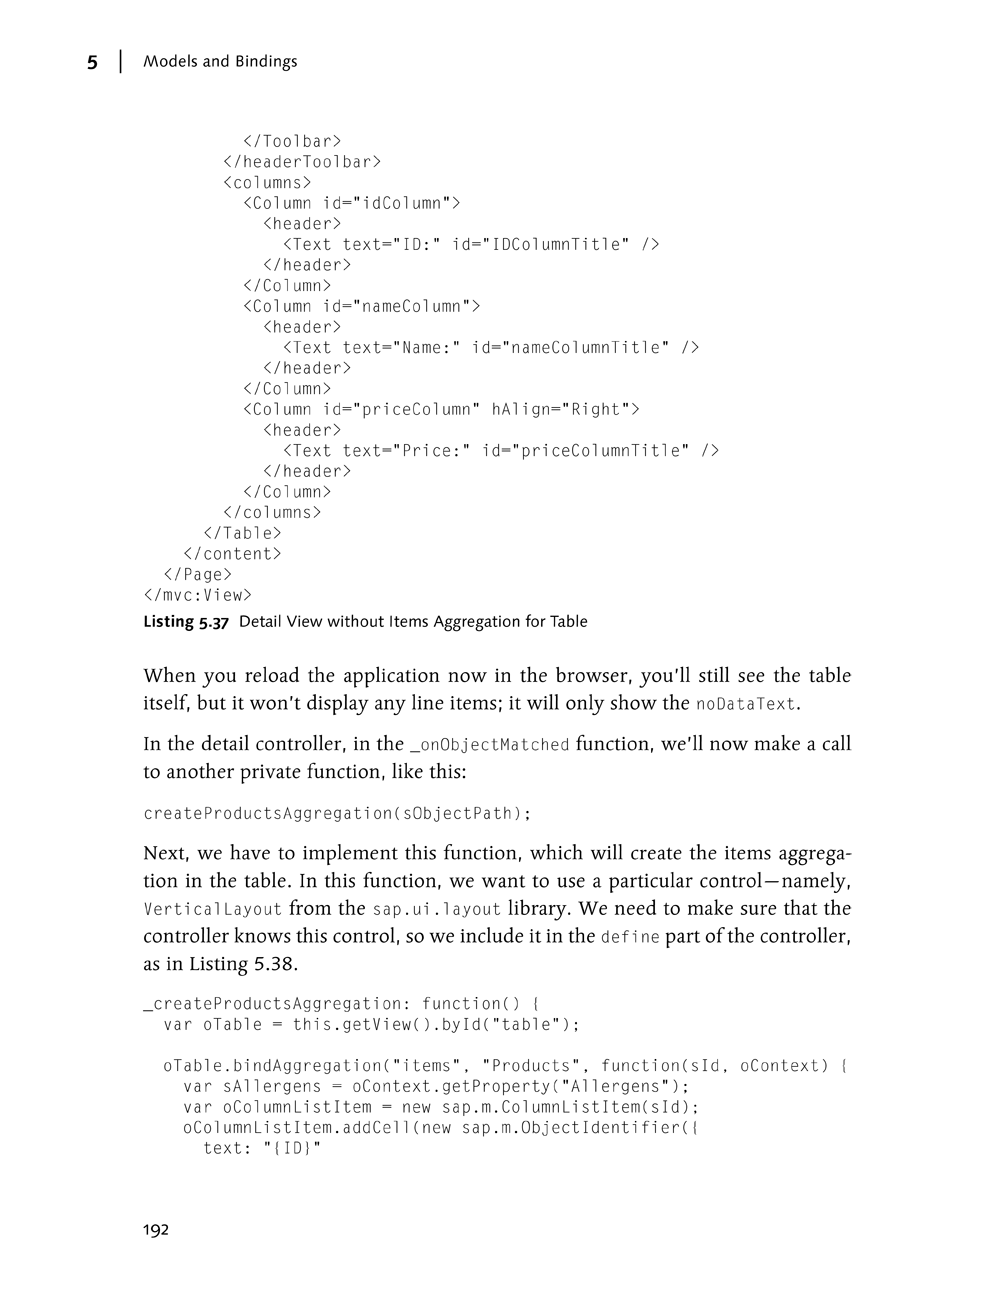 5 | Models and Bindings
</Toolbar>
</headerToolbar>
<columns>
<Column id="idColumn">
<header>
<Text text="ID:" id="IDColumnTitle" />
</header>
</Column>
<Column id="nameColumn">
<header>
<Text text="Name:" id="nameColumnTitle" />
</header>
</Column>
<Column id="priceColumn" hAlign="Right">
<header>
<Text text="Price:" id="priceColumnTitle" />
</header>
</Column>
</columns>
</Table>
</content>
</Page>
</mvc:View>
Listing 5.37 Detail View without Items Aggregation for Table
When you reload the application now in the browser, you'll still see the table
itself, but it won't display any line items; it will only show the noDataText.
In the detail controller, in the _onObjectMatched function, we'll now make a call
to another private function, like this:
createProductsAggregation(sObjectPath);
Next, we have to implement this function, which will create the items aggrega-
tion in the table. In this function, we want to use a particular control—namely,
VerticalLayout from the sap.ui.layout library. We need to make sure that the
controller knows this control, so we include it in the define part of the controller,
as in Listing 5.38.
_createProductsAggregation: function() {
var oTable = this.getView().byId("table");
oTable.bindAggregation("items", "Products", function(sId, oContext) {
var sAllergens = oContext.getProperty("Allergens");
var oColumnListItem = new sap.m.ColumnListItem(sId);
oColumnListItem.addCell(new sap.m.ObjectIdentifier({
text: "{ID}"
192